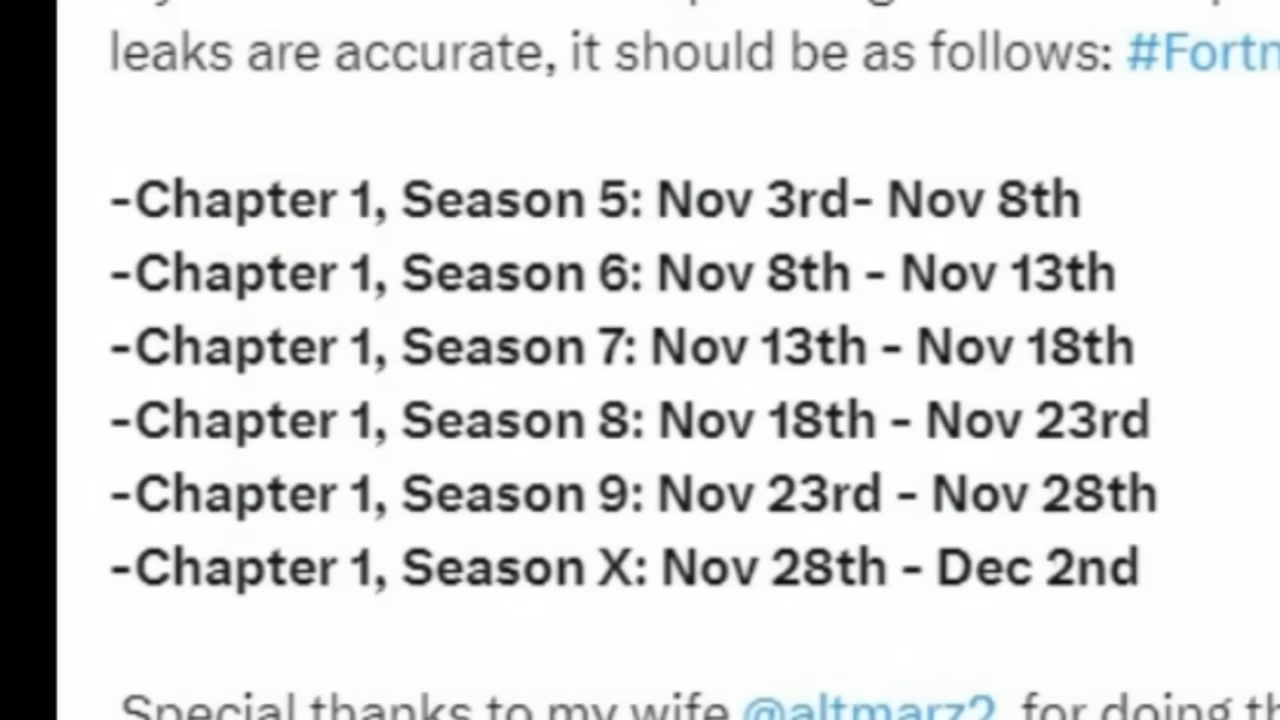 leaks are accurate, it should be as follows: #Fortn
-Chapter 1, Season 5: Nov 3rd- Nov 8th
-Chapter 1, Season 6: Nov 8th - Nov 13th
-Chapter 1, Season 7: Nov 13th - Nov 18th
-Chapter 1, Season 8: Nov 18th - Nov 23rd
-Chapter 1, Season 9: Nov 23rd - Nov 28th
-Chapter 1, Season X: Nov 28th - Dec 2nd
Special thanks to my wife @altmarz2 for doing th